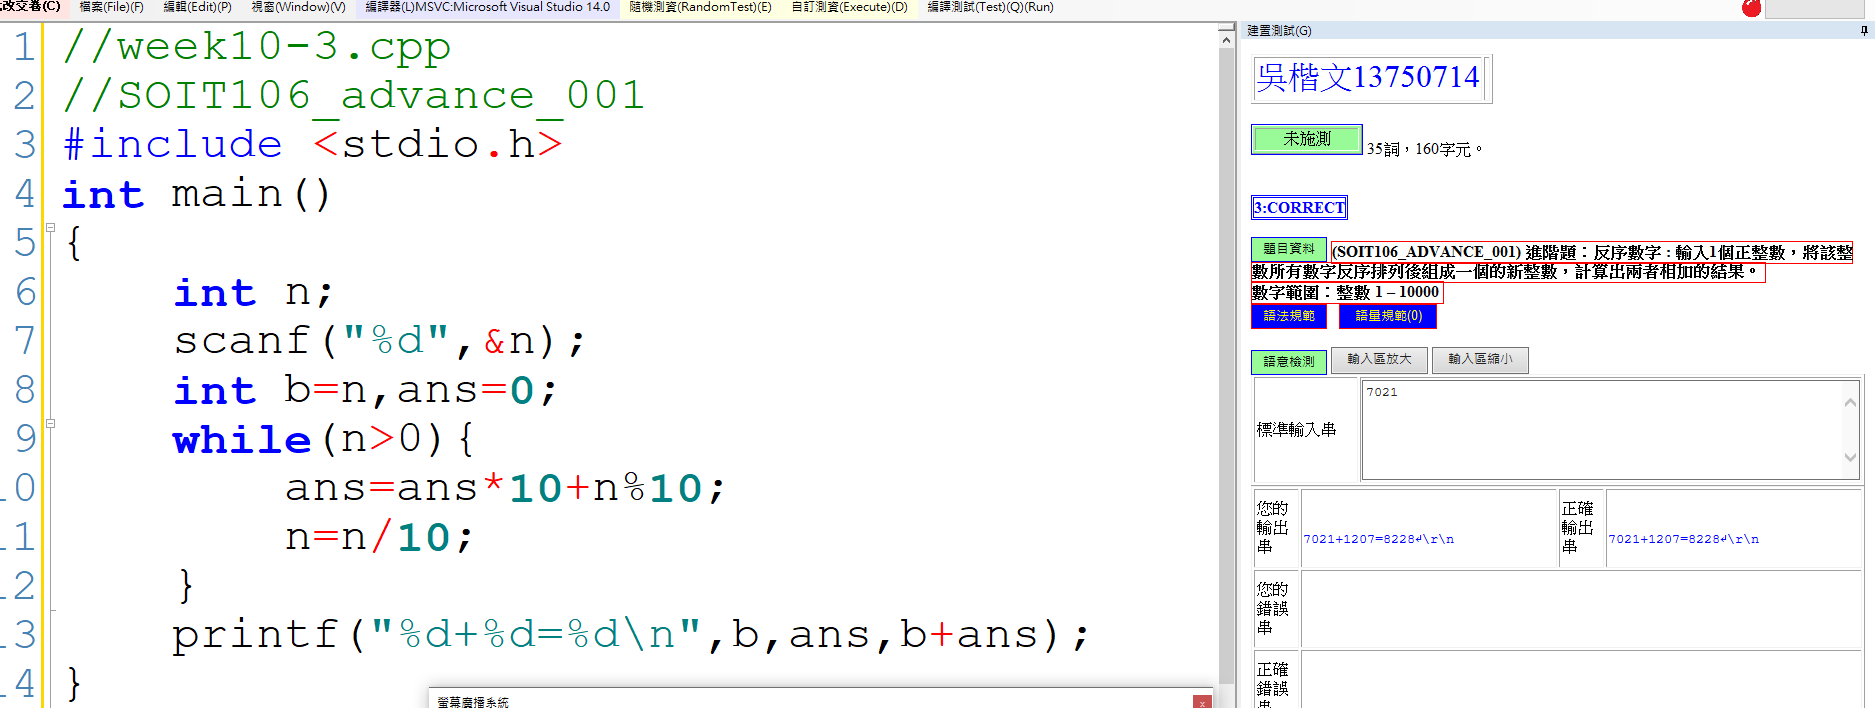 改交卷(C) 檔案(File)(F) 編輯(Edit)(P) 視窗(Window)(V) 編譯器(L)MSVC:Microsoft Visual Studio 14.0 隨機測資(RandomTest)(E) 自訂測資(Execute)(D) 編譯測試(Test)(Q)(Run)
1 //week10-3.cpp
2 //SOIT106_advance_001
3 #include <stdio.h>
4 int main()
5 {
6 int n;
7 scanf("%d",&n);
8 int b=n,ans=0;
9 while(n>0){
10 ans=ans*10+n%10;
11 n=n/10;
12 }
13 printf("%d+%d=%d\n",b,ans,b+ans);
14 }
螢幕廣播系統
建置測試(G)
吳楷文13750714
未施測 35詞，160字元。
3:CORRECT
題目資料 (SOIT106_ADVANCE_001) 進階題：反序數字 : 輸入1個正整數，將該整
數所有數字反序排列後組成一個的新整數，計算出兩者相加的結果。
數字範圍：整數 1 – 10000
語法規範 語量規範(0)
語意檢測 輸入區放大 輸入區縮小
標準輸入串 7021
您的輸出串 7021+1207=8228↵\r\n 正確輸出串 7021+1207=8228↵\r\n
您的錯誤串
正確錯誤串